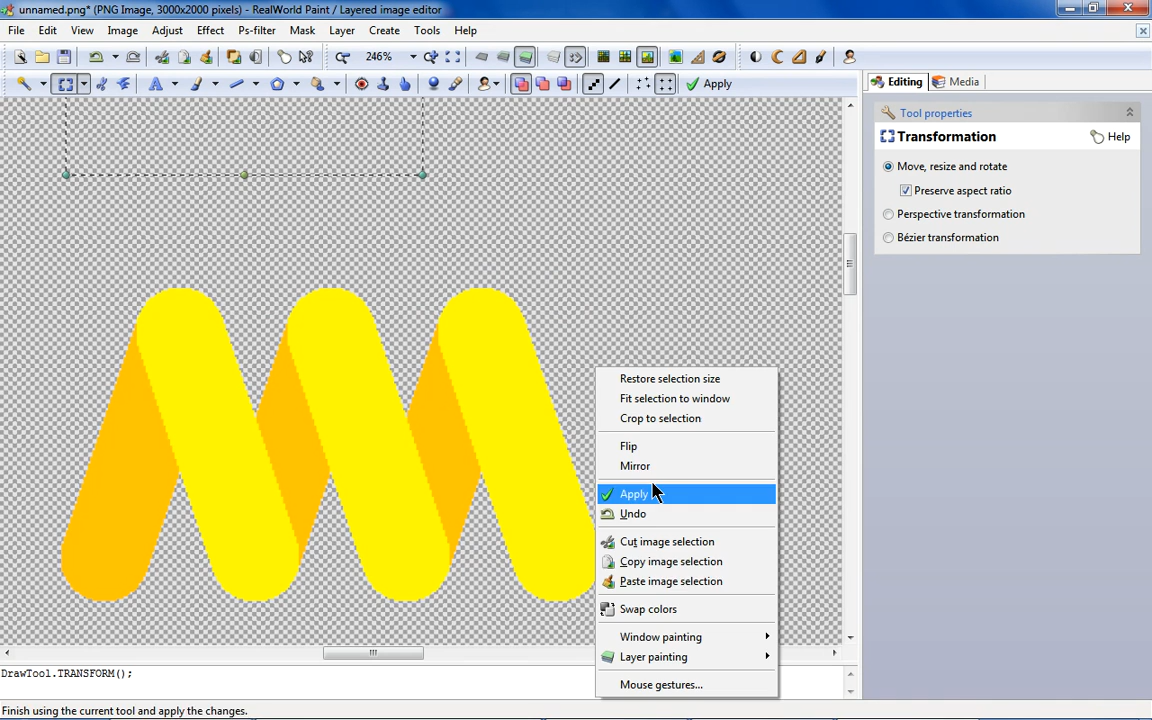 unnamed.png* (PNG Image, 3000x2000 pixels) - RealWorld Paint / Layered image editor
File Edit View Image Adjust Effect Ps-filter Mask Layer Create Tools Help
246%
Apply
Editing Media
Tool properties
Transformation Help
Move, resize and rotate
Preserve aspect ratio
Perspective transformation
Bézier transformation
Restore selection size
Fit selection to window
Crop to selection
Flip
Mirror
Apply
Undo
Cut image selection
Copy image selection
Paste image selection
Swap colors
Window painting
Layer painting
Mouse gestures...
DrawTool.TRANSFORM();
Finish using the current tool and apply the changes.